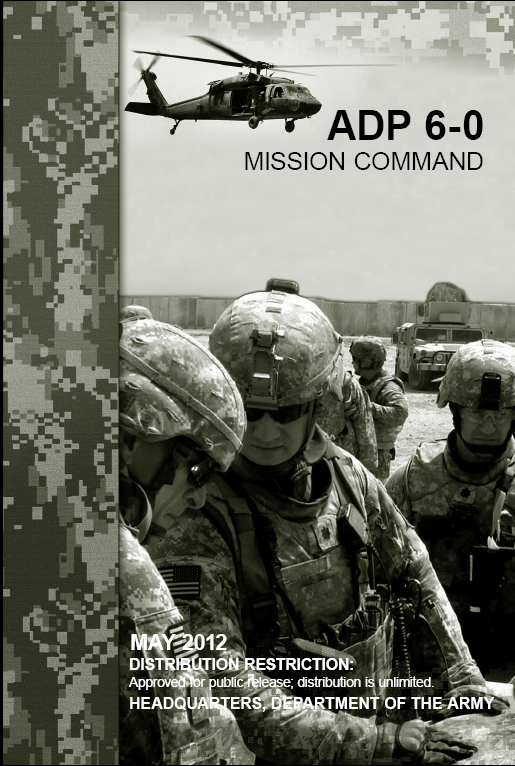 ADP 6-0
MISSION COMMAND
MAY 2012
DISTRIBUTION RESTRICTION:
Approved for public release; distribution is unlimited.
HEADQUARTERS, DEPARTMENT OF THE ARMY